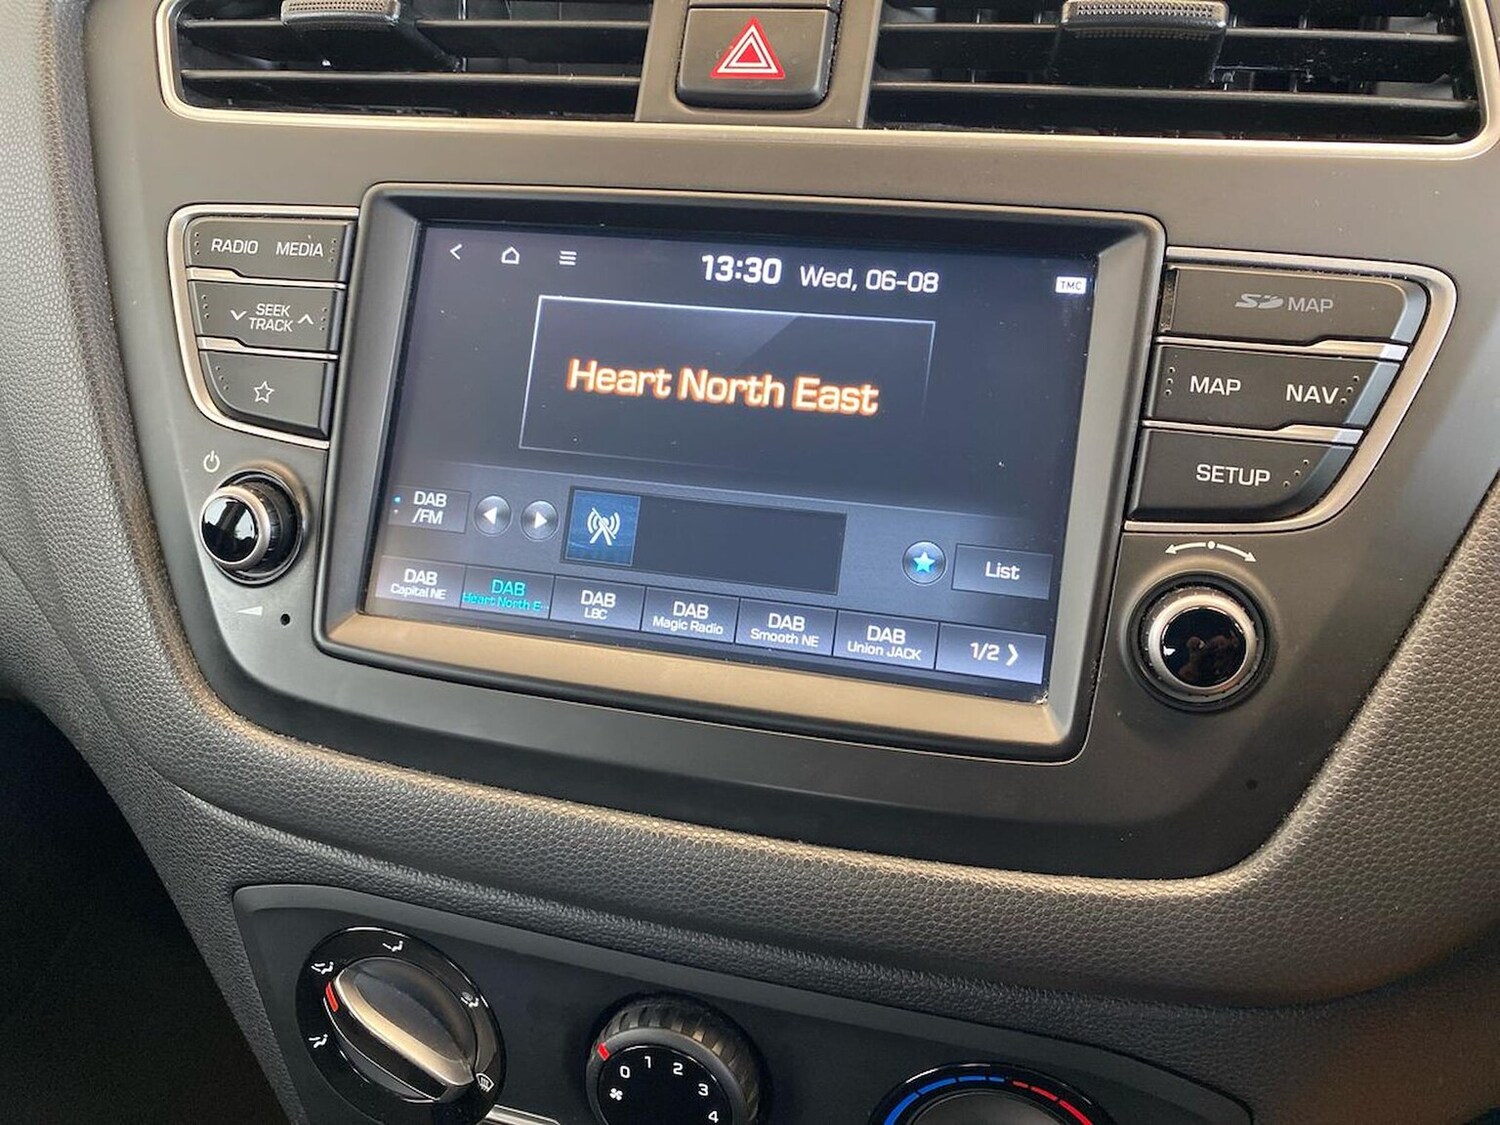 RADIO MEDIA
SEEK
TRACK
13:30 Wed, 06-08
TMC
Heart North East
DAB
/FM
List
DAB
Capital NE
DAB
Heart North E...
DAB
LBC
DAB
Magic Radio
DAB
Smooth NE
DAB
Union JACK
1/2
SD MAP
MAP NAV
SETUP
0 1 2 3 4